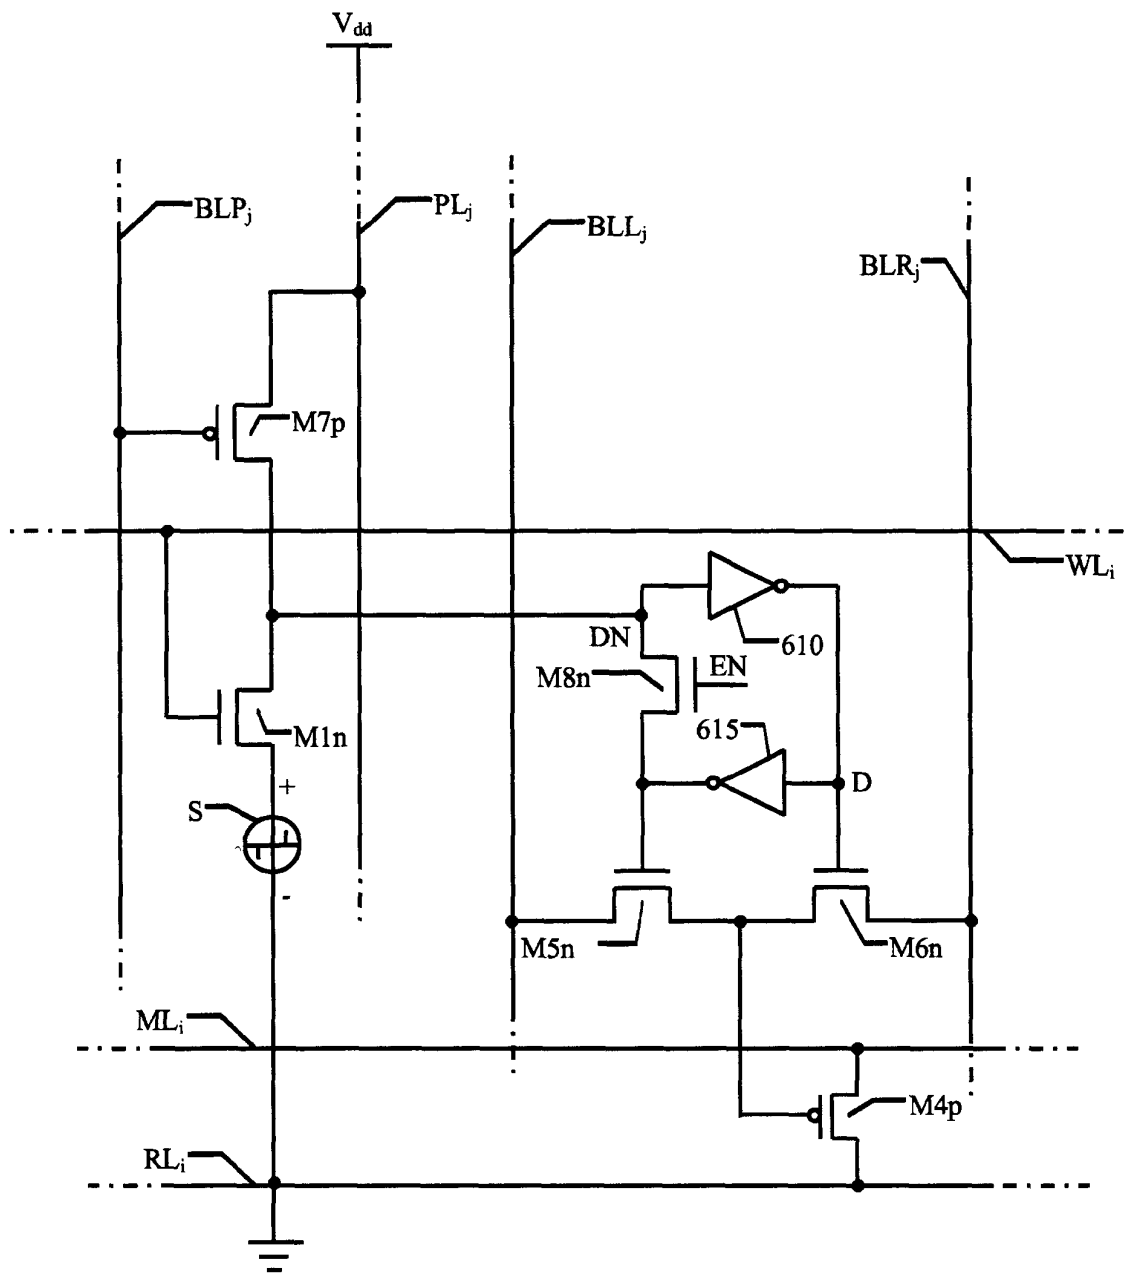 Vdd
BLPj
PLj
BLLj
BLRj
M7p
WLi
DN
610
M8n
EN
615
M1n
+
S
D
-
M5n
M6n
MLi
M4p
RLi